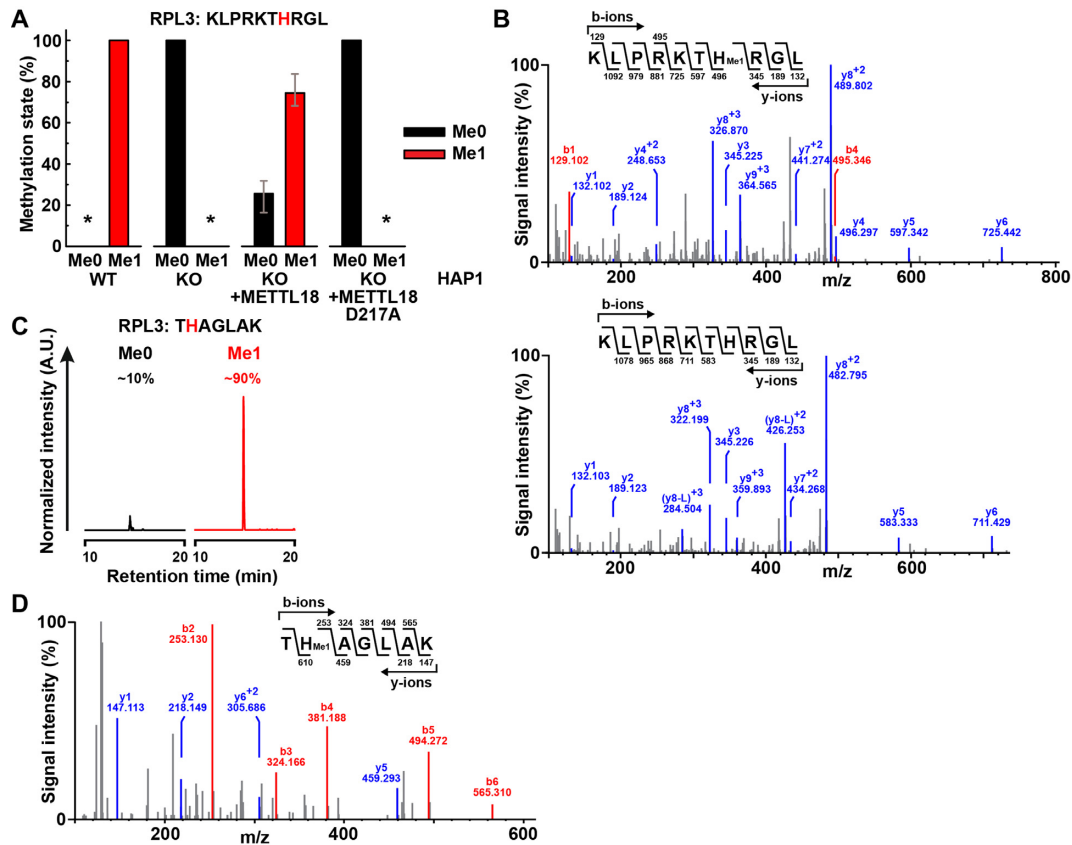 A
RPL3: KLPRKTHRGL
Methylation state (%)
100
80
60
40
20
0
*
*
*
Me0
Me1
Me0 Me1 Me0 Me1 Me0 Me1 Me0 Me1
WT KO KO KO HAP1
+METTL18 +METTL18
D217A
B
b-ions
129 495
K L P R K T H Me1 R G L
1092 979 881 725 597 496 345 189 132
y-ions
Signal intensity (%)
100
50
0
b1
129.102
y1
132.102
y2
189.124
y4+2
248.653
y8+3
326.870
y3
345.225
y9+3
364.565
y7+2
441.274
y8+2
489.802
b4
495.346
y4
496.297
y5
597.342
y6
725.442
200 400 600 800
m/z
b-ions
K L P R K T H R G L
1078 965 868 711 583 345 189 132
y-ions
Signal intensity (%)
100
50
0
y1
132.103
y2
189.123
(y8-L)+3
284.504
y8+3
322.199
y3
345.226
y9+3
359.893
(y8-L)+2
426.253
y7+2
434.268
y8+2
482.795
y5
583.333
y6
711.429
200 400 600
m/z
C
RPL3: THAGLAK
Normalized intensity (A.U.)
Me0 Me1
~10% ~90%
10 20 10 20
Retention time (min)
D
b-ions
253 324 381 494 565
T H Me1 A G L A K
610 459 218 147
y-ions
Signal intensity (%)
100
50
0
y1
147.113
y2
218.149
b2
253.130
y6+2
305.686
b3
324.166
b4
381.188
y5
459.293
b5
494.272
b6
565.310
200 400 600
m/z